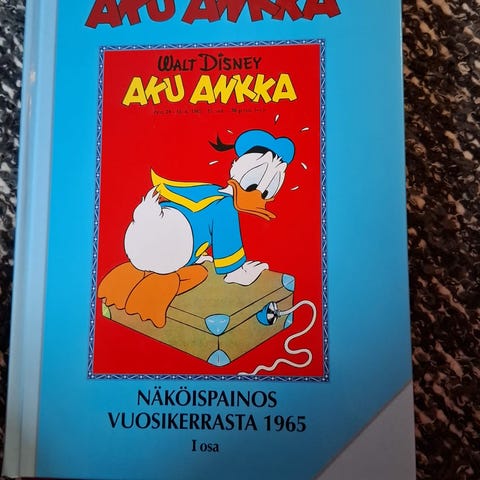 AKU ANKKA
WALT DISNEY
AKU ANKKA
NÄKÖISPAINOS
VUOSIKERRASTA 1965
I osa